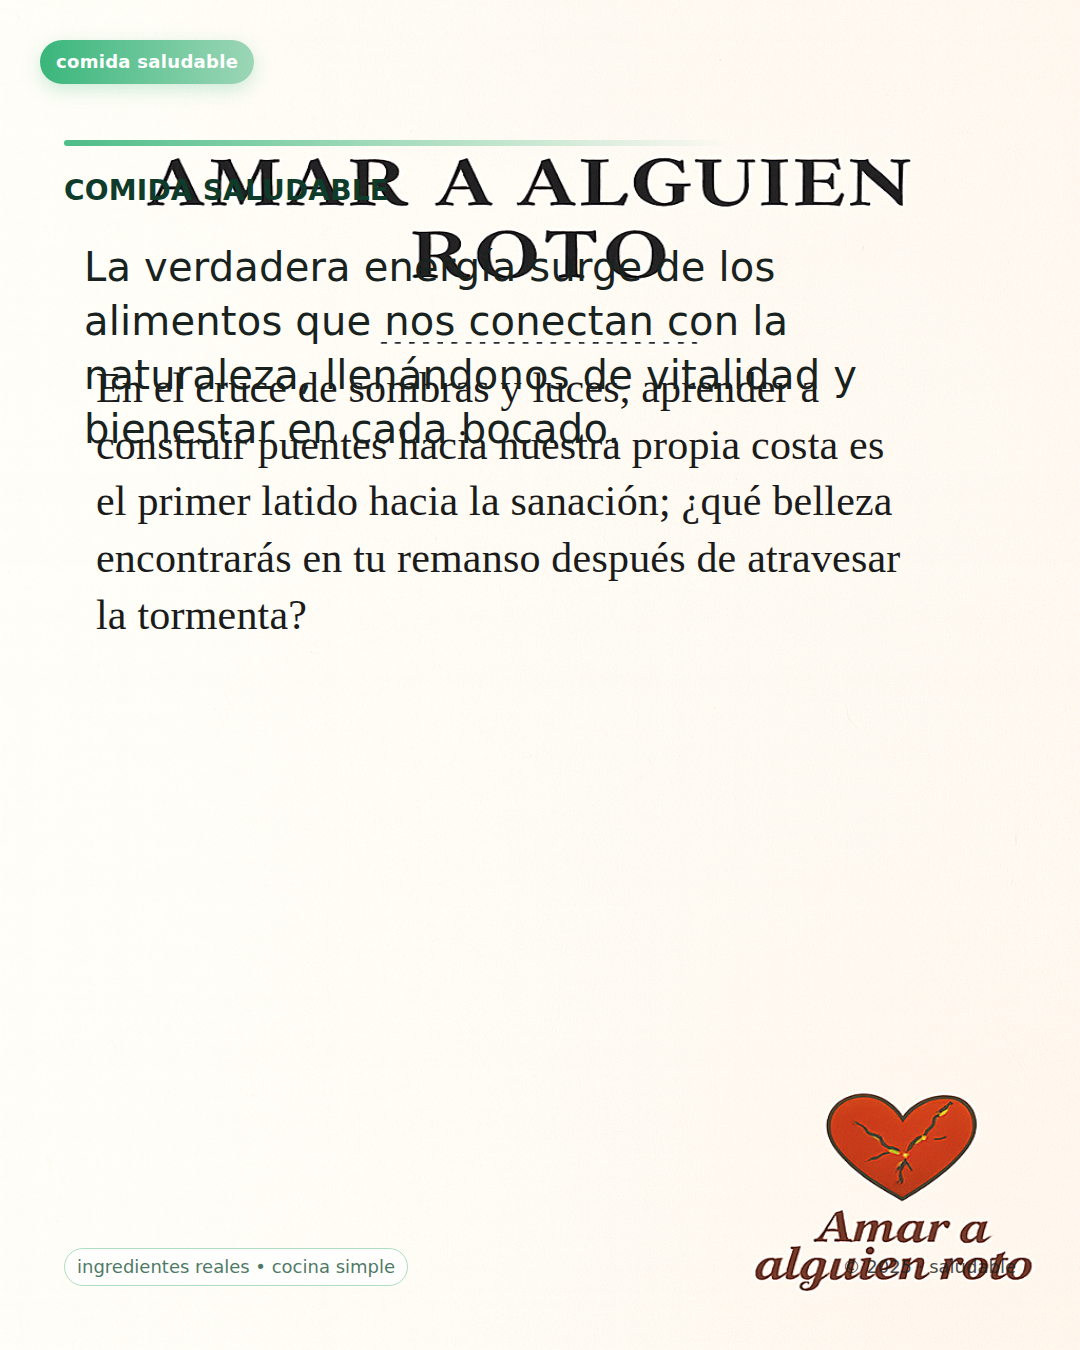 comida saludable
AMAR A ALGUIEN
ROTO
COMIDA SALUDABLE
La verdadera energía surge de los
alimentos que nos conectan con la
naturaleza, llenándonos de vitalidad y
bienestar en cada bocado.
En el cruce de sombras y luces, aprender a
construir puentes hacia nuestra propia costa es
el primer latido hacia la sanación; ¿qué belleza
encontrarás en tu remanso después de atravesar
la tormenta?
Amar a
alguien roto
ingredientes reales • cocina simple
© 2025 saludable